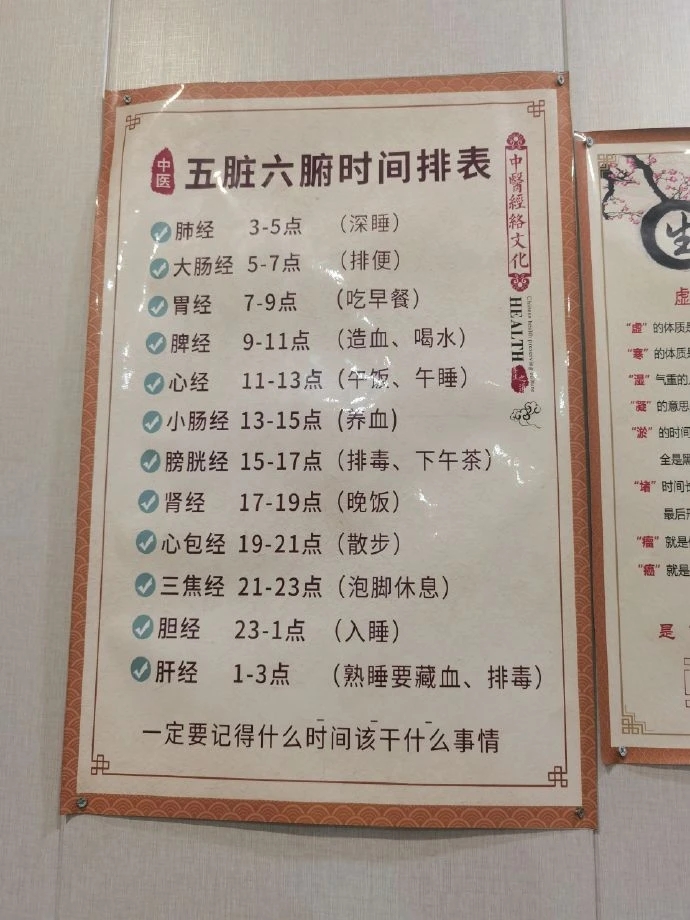 中医
五脏六腑时间排表
中醫經絡文化
HEALTH
肺经 3-5点 （深睡）
大肠经 5-7点 （排便）
胃经 7-9点 （吃早餐）
脾经 9-11点 （造血、喝水）
心经 11-13点（午饭、午睡）
小肠经 13-15点 (养血)
膀胱经 15-17点（排毒、下午茶）
肾经 17-19点（晚饭）
心包经 19-21点（散步）
三焦经 21-23点（泡脚休息）
胆经 23-1点 （入睡）
肝经 1-3点 （熟睡要藏血、排毒）
一定要记得什么时间该干什么事情
生
虚
“虚”的体质是
“寒”的体质是
“湿”气重的
“凝”的意思
“淤”的时间
全是黑
“堵”时间
最后
“瘤”就是
“癌”就是
是